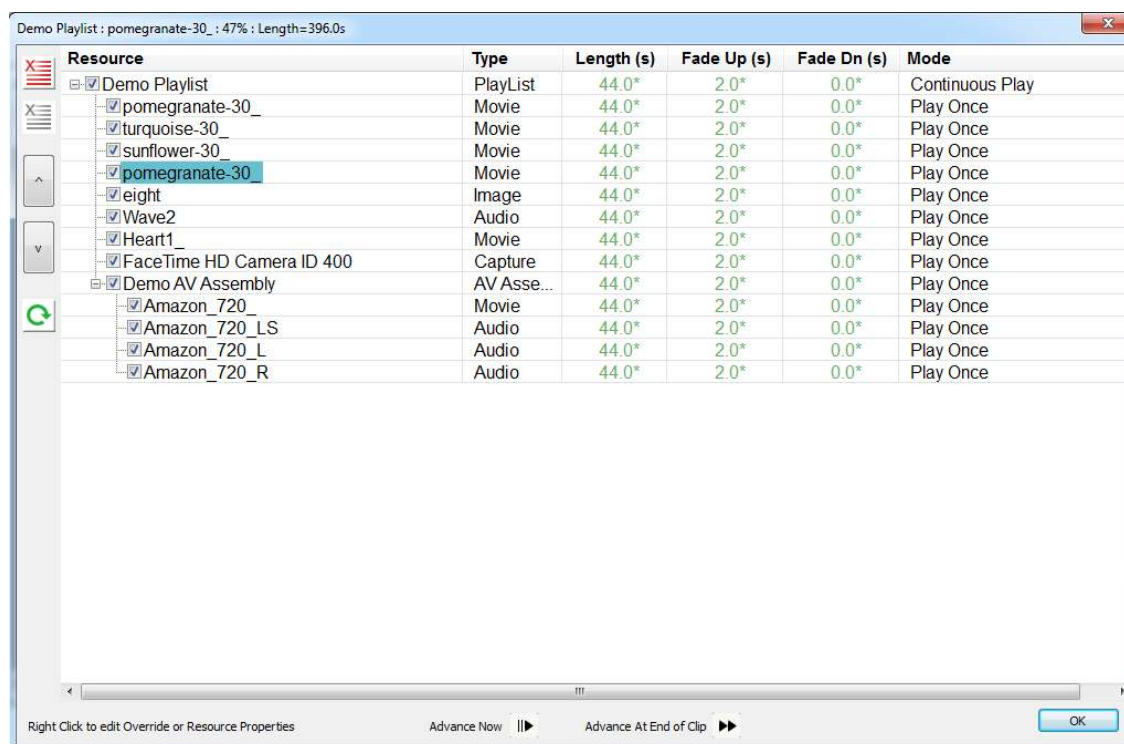 Demo Playlist : pomegranate-30_ : 47% : Length=396.0s
Resource Type Length (s) Fade Up (s) Fade Dn (s) Mode
Demo Playlist PlayList 44.0* 2.0* 0.0* Continuous Play
pomegranate-30_ Movie 44.0* 2.0* 0.0* Play Once
turquoise-30_ Movie 44.0* 2.0* 0.0* Play Once
sunflower-30_ Movie 44.0* 2.0* 0.0* Play Once
pomegranate-30_ Movie 44.0* 2.0* 0.0* Play Once
eight Image 44.0* 2.0* 0.0* Play Once
Wave2 Audio 44.0* 2.0* 0.0* Play Once
Heart1_ Movie 44.0* 2.0* 0.0* Play Once
FaceTime HD Camera ID 400 Capture 44.0* 2.0* 0.0* Play Once
Demo AV Assembly AV Asse... 44.0* 2.0* 0.0* Play Once
Amazon_720_ Movie 44.0* 2.0* 0.0* Play Once
Amazon_720_LS Audio 44.0* 2.0* 0.0* Play Once
Amazon_720_L Audio 44.0* 2.0* 0.0* Play Once
Amazon_720_R Audio 44.0* 2.0* 0.0* Play Once
Right Click to edit Override or Resource Properties Advance Now Advance At End of Clip OK